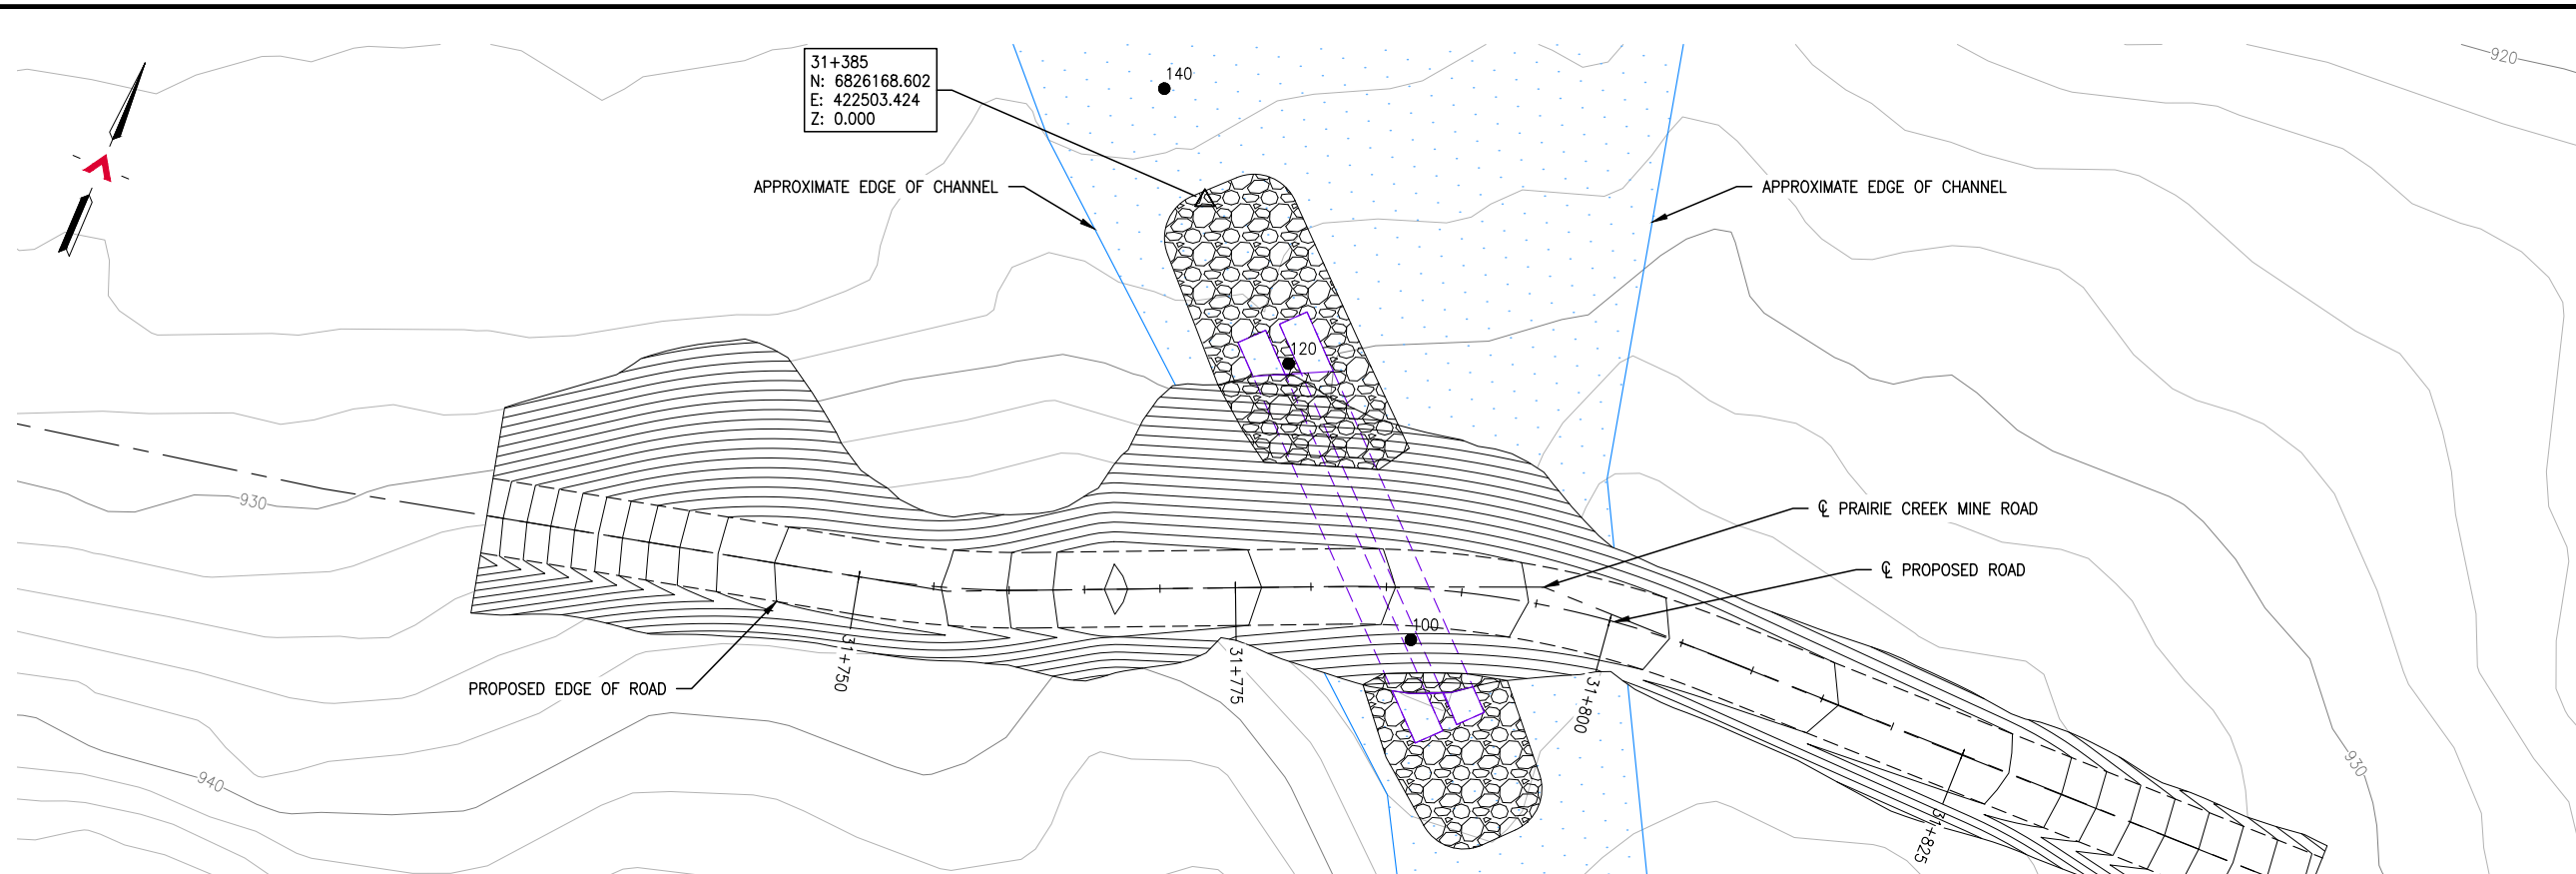 920
31+385
N: 6826168.602
E: 422503.424
Z: 0.000
140
APPROXIMATE EDGE OF CHANNEL
APPROXIMATE EDGE OF CHANNEL
120
930
℄ PRAIRIE CREEK MINE ROAD
℄ PROPOSED ROAD
100
31+750
31+775
31+800
PROPOSED EDGE OF ROAD
940
930
31+825